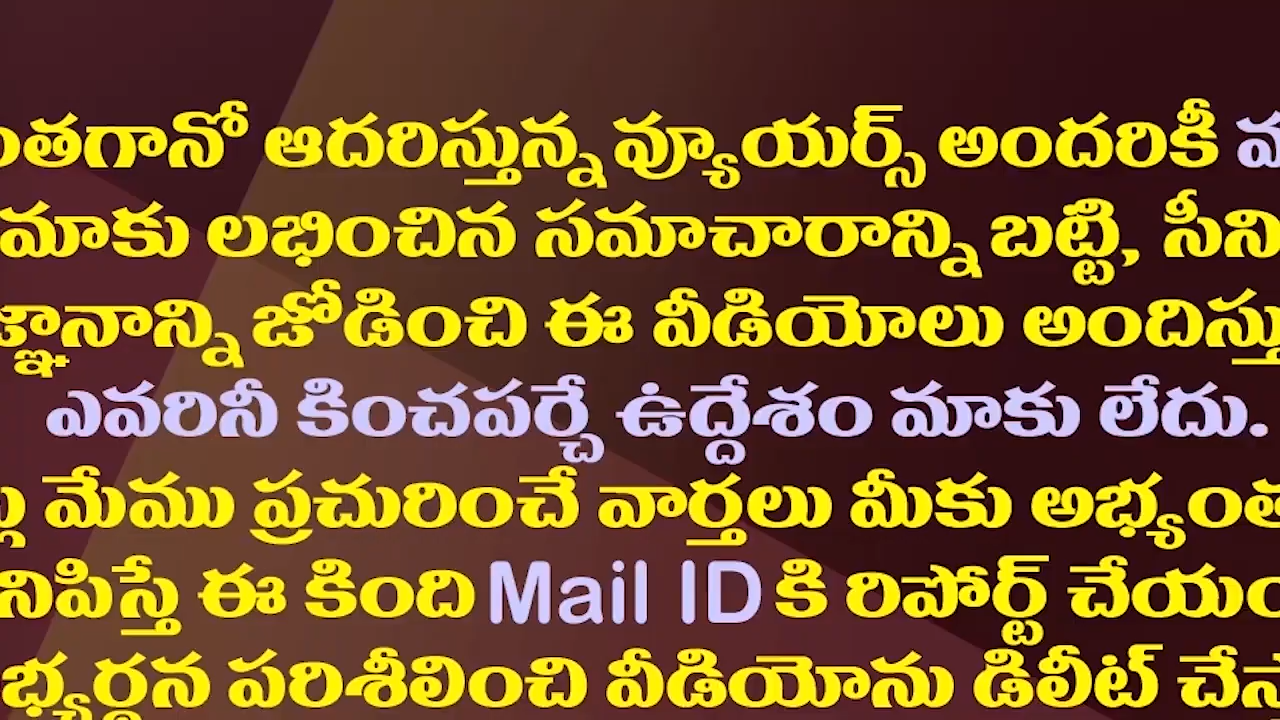 ంతగానో ఆదరిస్తున్న వ్యూయర్స్ అందరికీ
మాకు లభించిన సమాచారాన్ని బట్టి, సీని
జ్ఞానాన్ని జోడించి ఈ వీడియోలు అందిస్తు
ఎవరినీ కించపర్చే ఉద్దేశం మాకు లేదు.
మేము ప్రచురించే వార్తలు మీకు అభ్యంత
నిపిస్తే ఈ కింది Mail ID కి రిపోర్ట్ చేయం
భ్యర్థన పరిశీలించి వీడియోను డిలీట్ చేస